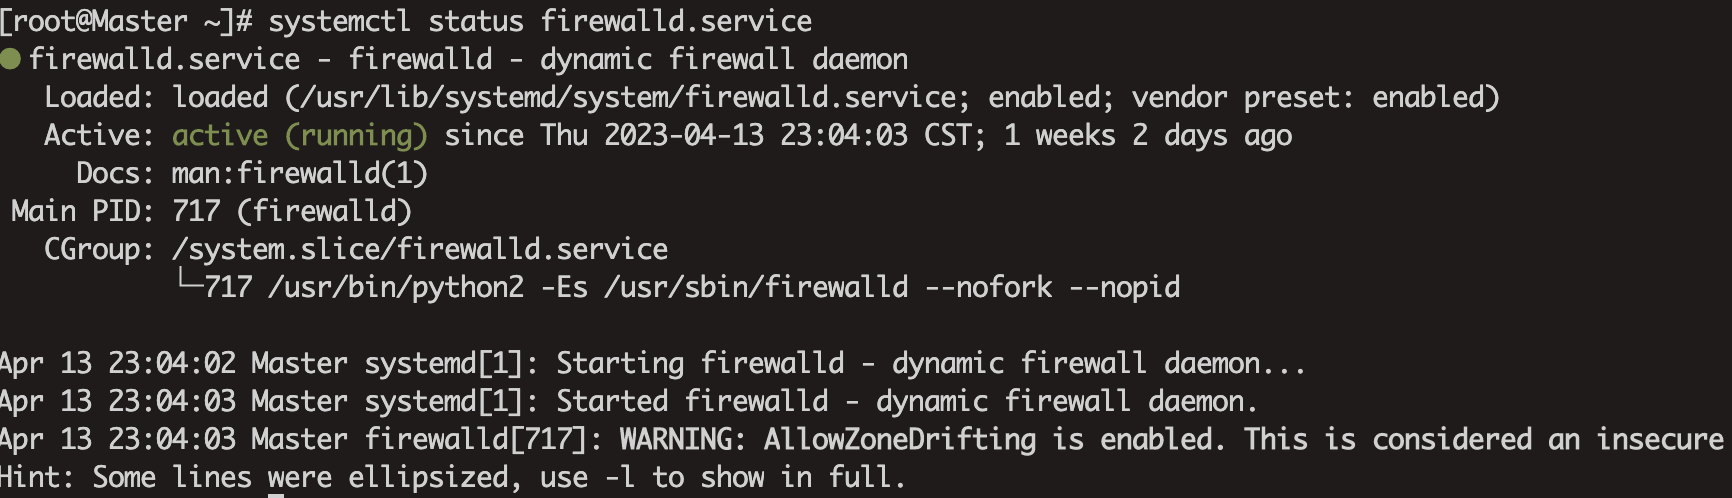 [root@Master ~]# systemctl status firewalld.service
● firewalld.service - firewalld - dynamic firewall daemon
   Loaded: loaded (/usr/lib/systemd/system/firewalld.service; enabled; vendor preset: enabled)
   Active: active (running) since Thu 2023-04-13 23:04:03 CST; 1 weeks 2 days ago
     Docs: man:firewalld(1)
 Main PID: 717 (firewalld)
   CGroup: /system.slice/firewalld.service
           └─717 /usr/bin/python2 -Es /usr/sbin/firewalld --nofork --nopid

Apr 13 23:04:02 Master systemd[1]: Starting firewalld - dynamic firewall daemon...
Apr 13 23:04:03 Master systemd[1]: Started firewalld - dynamic firewall daemon.
Apr 13 23:04:03 Master firewalld[717]: WARNING: AllowZoneDrifting is enabled. This is considered an insecure
Hint: Some lines were ellipsized, use -l to show in full.